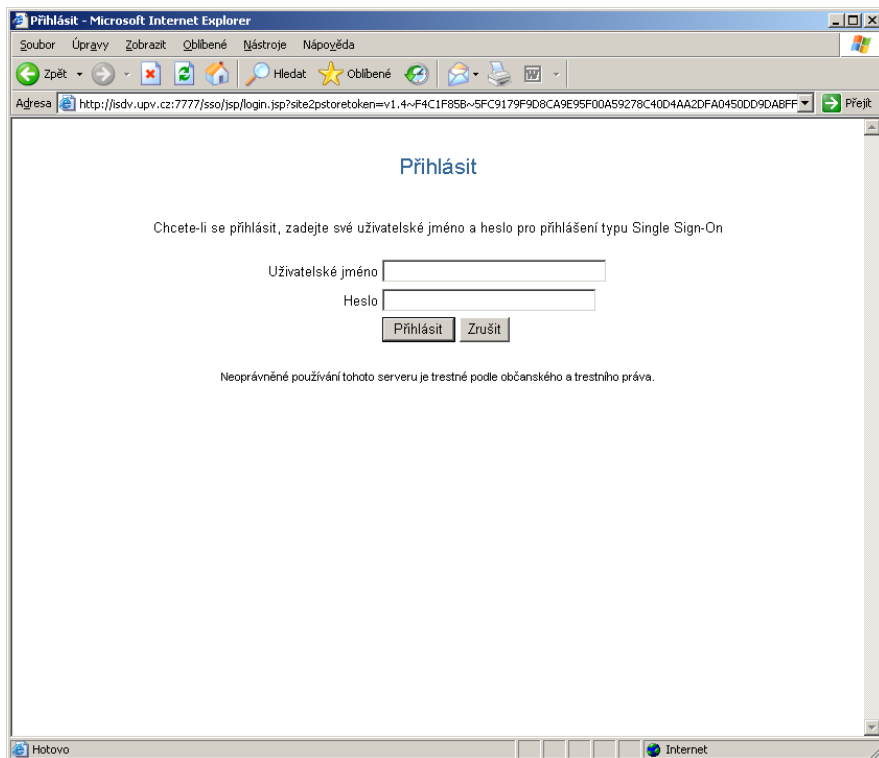 Přihlásit - Microsoft Internet Explorer
Soubor Úpravy Zobrazit Oblíbené Nástroje Nápověda
Zpět Hledat Oblíbené
Adresa http://isdv.upv.cz:7777/sso/jsp/login.jsp?site2pstoretoken=v1.4~F4C1F85B~5FC9179F9D8CA9E95F00A59278C40D4AA2DFA0450DD9DABFF Přejít
Přihlásit
Chcete-li se přihlásit, zadejte své uživatelské jméno a heslo pro přihlášení typu Single Sign-On
Uživatelské jméno
Heslo
Přihlásit Zrušit
Neoprávněné používání tohoto serveru je trestné podle občanského a trestního práva.
Hotovo Internet